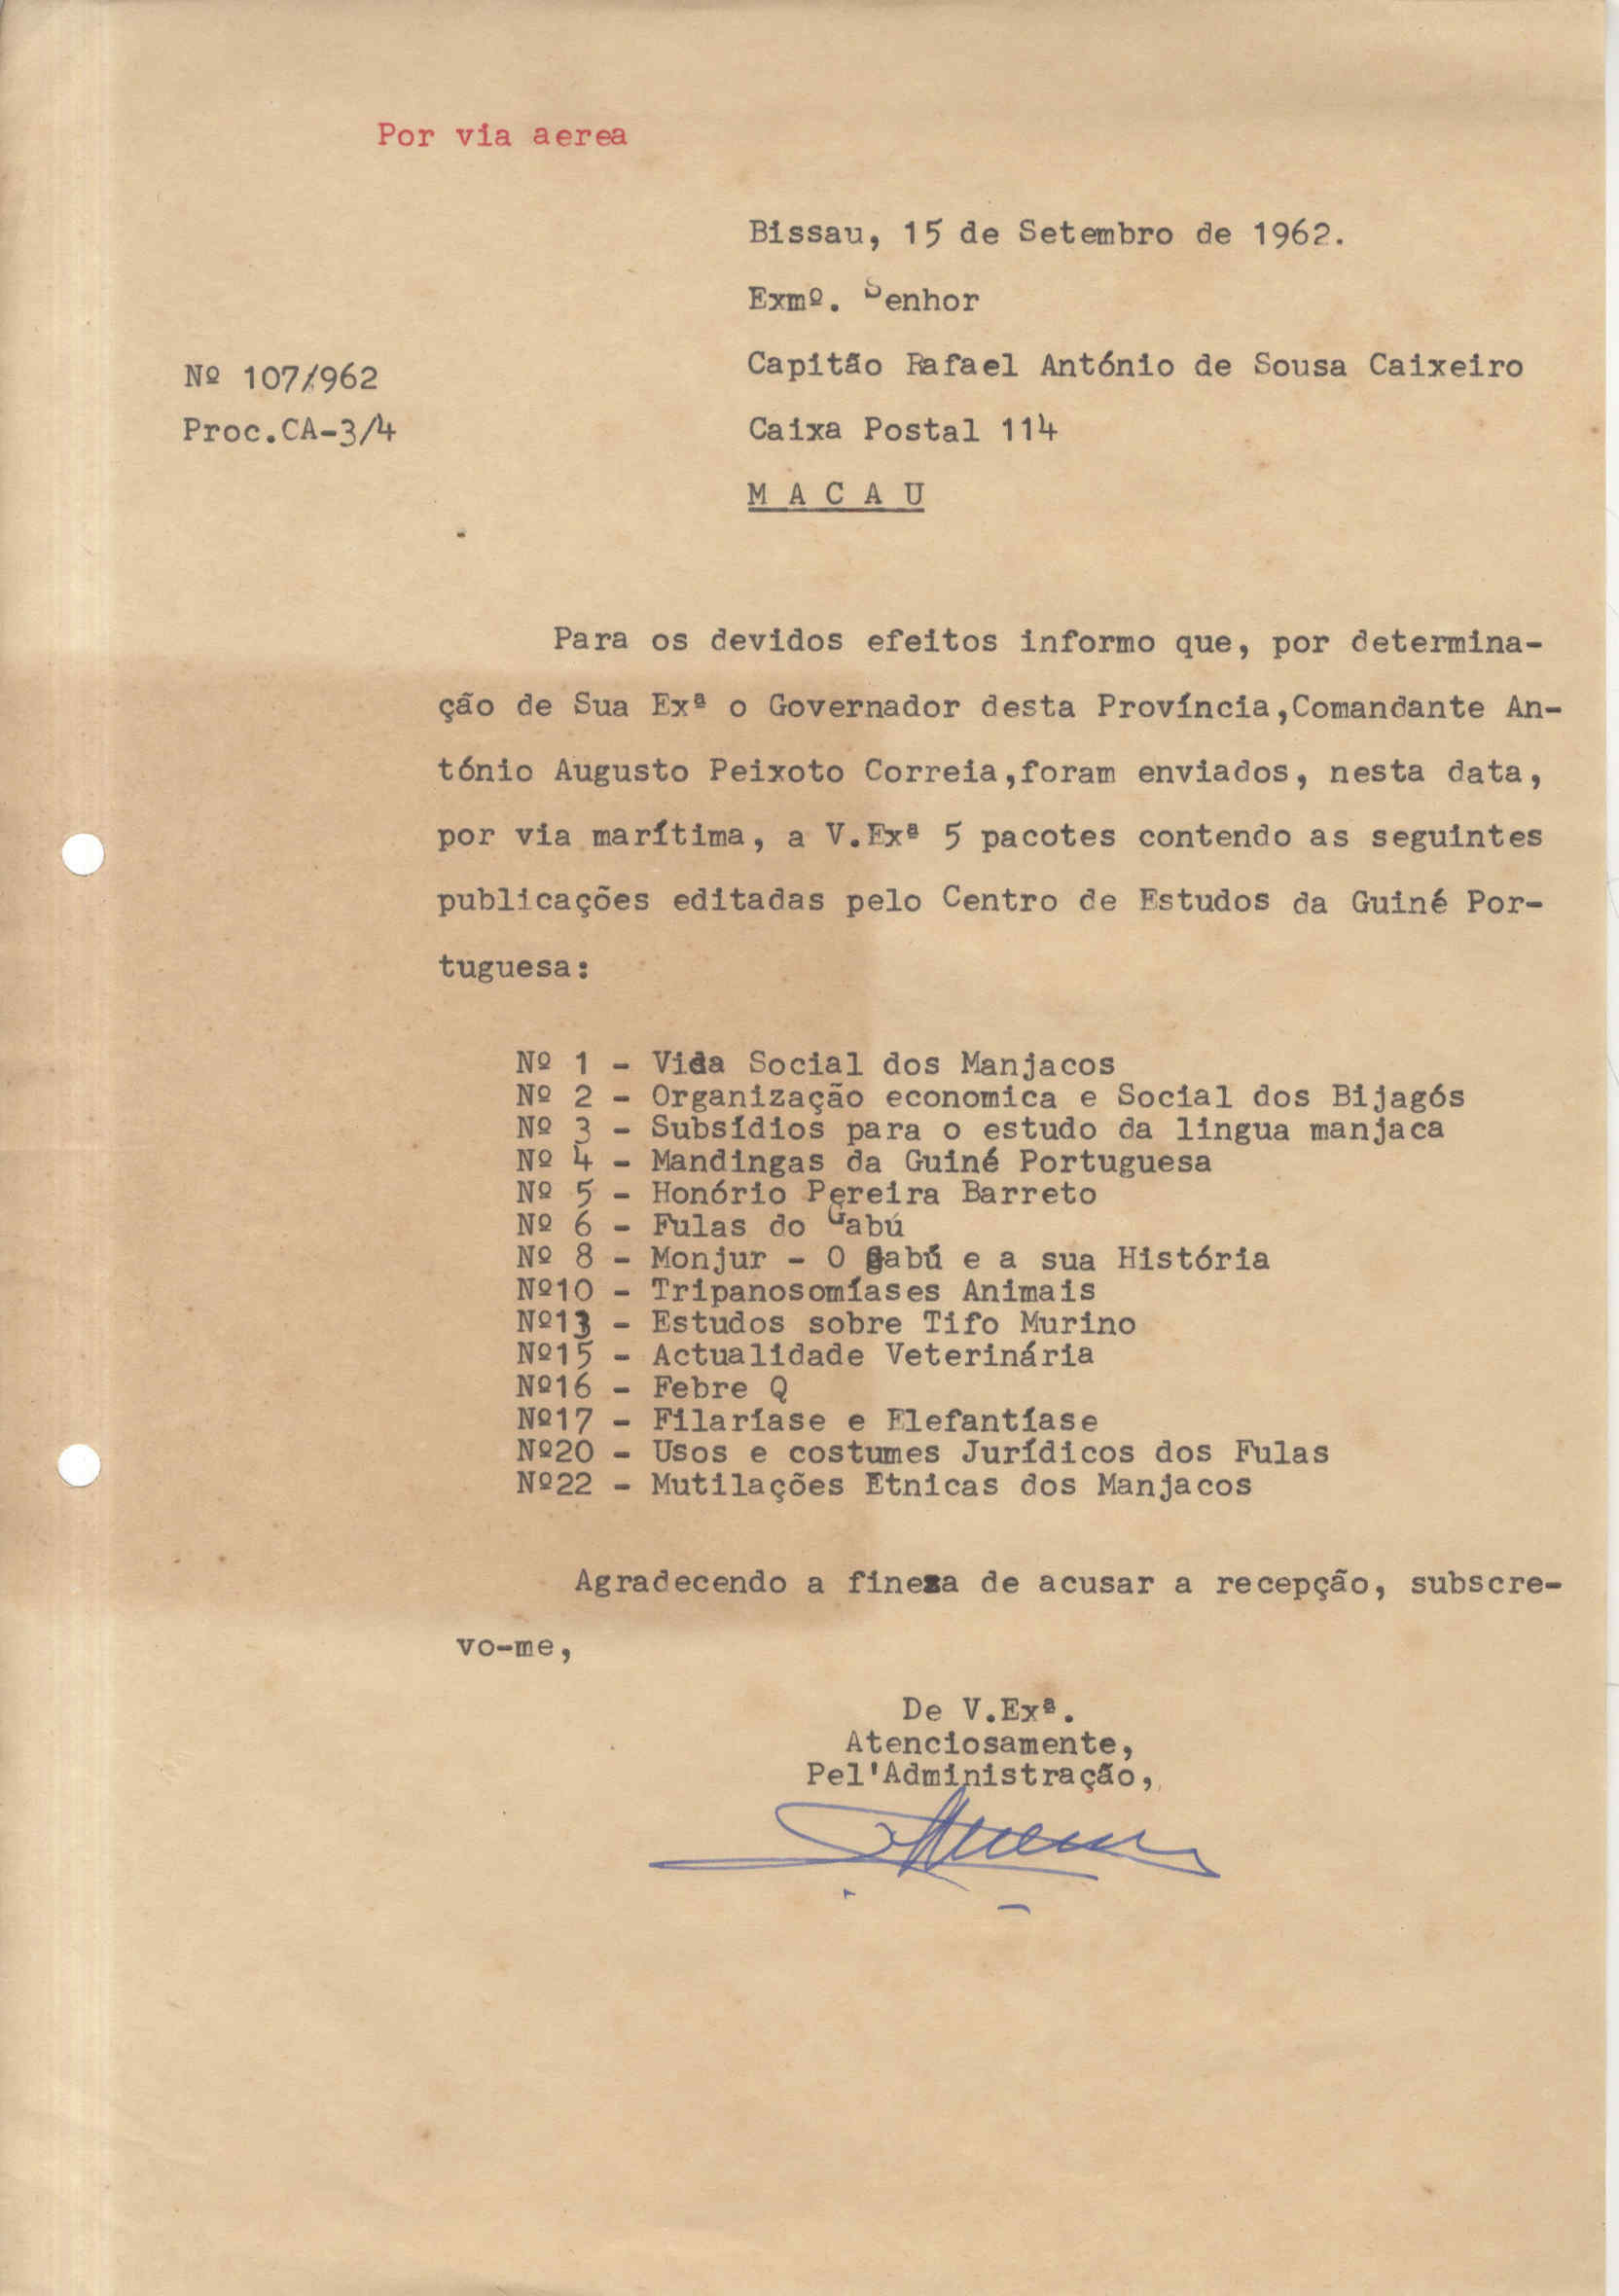 Por via aerea
Bissau, 15 de Setembro de 1962.
Exmº. Senhor
Capitão Rafael António de Sousa Caixeiro
Caixa Postal 114
M A C A U
Nº 107/962
Proc.CA-3/4
Para os devidos efeitos informo que, por determina-
ção de Sua Exª o Governador desta Província,Comandante An-
tónio Augusto Peixoto Correia,foram enviados, nesta data,
por via marítima, a V.Exª 5 pacotes contendo as seguintes
publicações editadas pelo Centro de Estudos da Guiné Por-
tuguesa:
Nº 1 - Vida Social dos Manjacos
Nº 2 - Organização economica e Social dos Bijagós
Nº 3 - Subsídios para o estudo da lingua manjaca
Nº 4 - Mandingas da Guiné Portuguesa
Nº 5 - Honório Pereira Barreto
Nº 6 - Fulas do Gabú
Nº 8 - Monjur - O Gabú e a sua História
Nº10 - Tripanosomíases Animais
Nº13 - Estudos sobre Tifo Murino
Nº15 - Actualidade Veterinária
Nº16 - Febre Q
Nº17 - Filaríase e Elefantíase
Nº20 - Usos e costumes Jurídicos dos Fulas
Nº22 - Mutilações Etnicas dos Manjacos
Agradecendo a fineza de acusar a recepção, subscre-
vo-me,
De V.Exª.
Atenciosamente,
Pel'Administração,